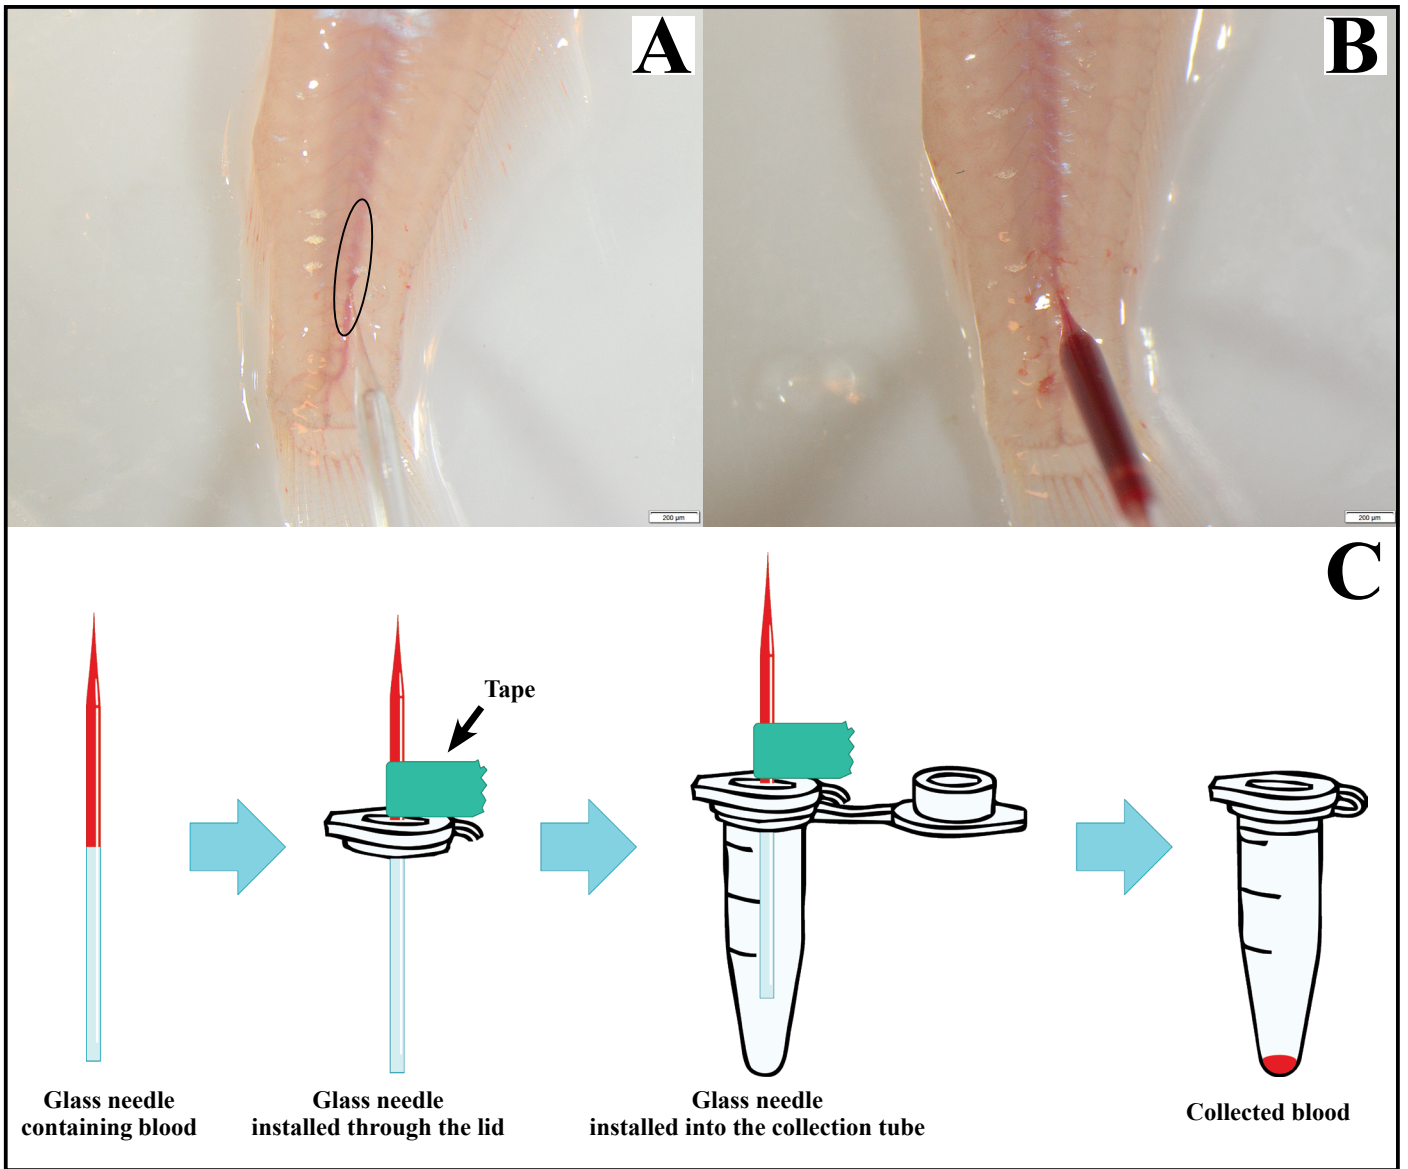 A
B
200 µm
200 µm
C
Tape
Glass needle
containing blood
Glass needle
installed through the lid
Glass needle
installed into the collection tube
Collected blood